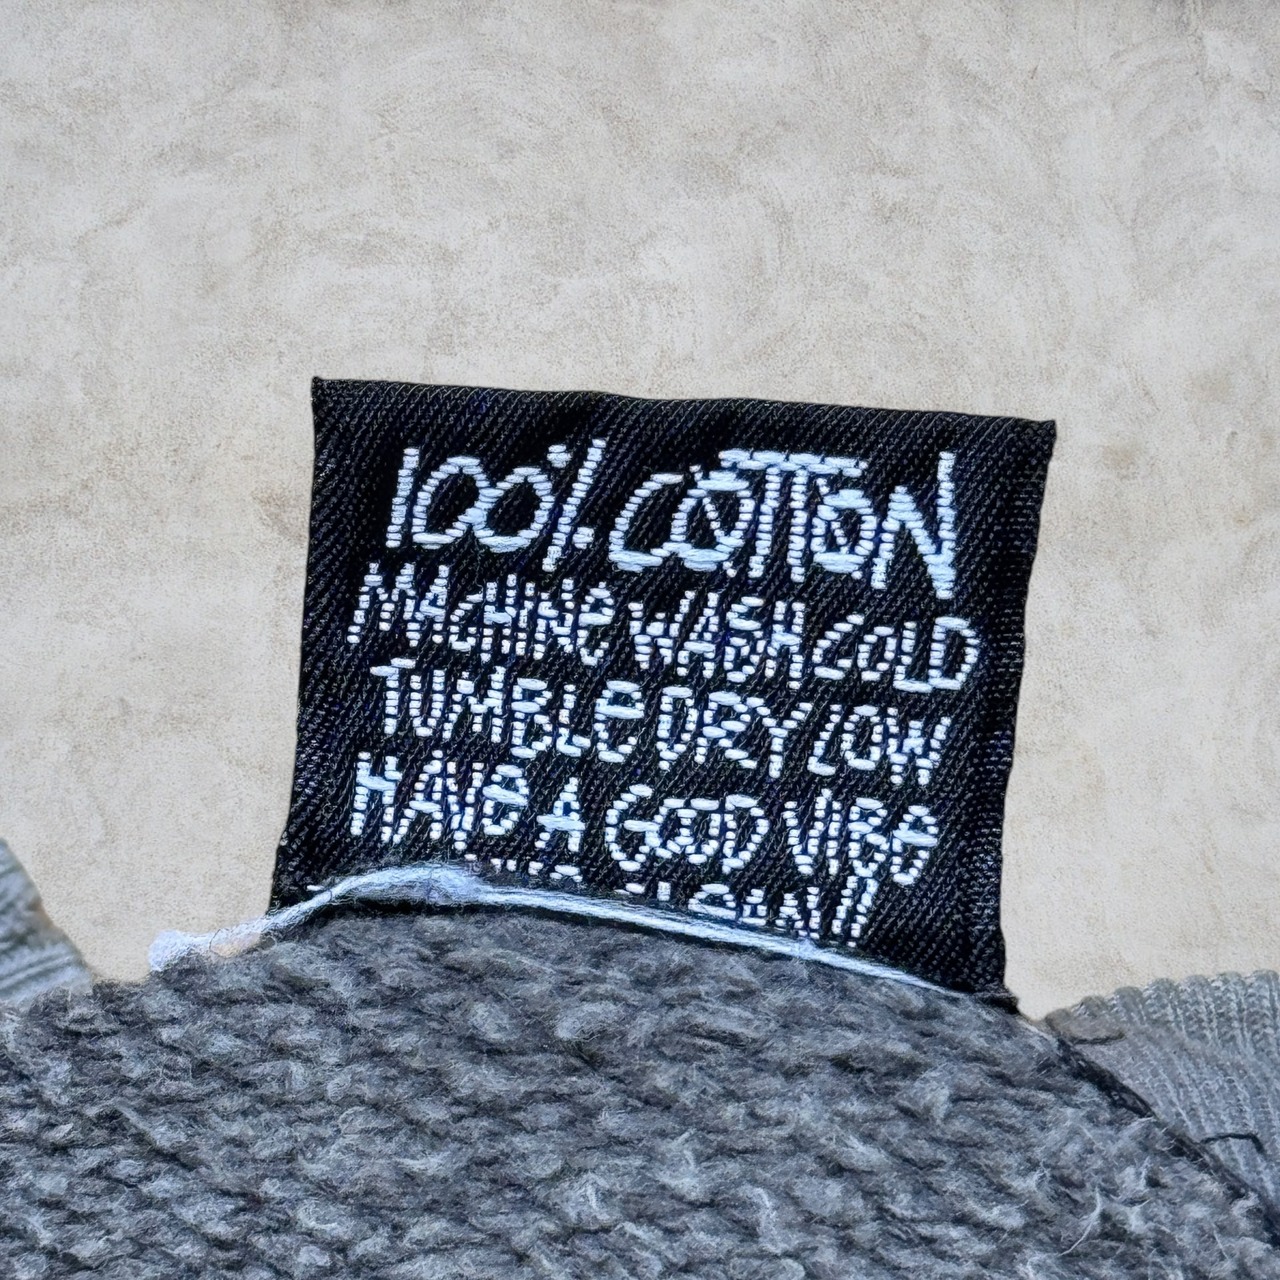 100% COTTON
MACHINE WASH COLD
TUMBLE DRY LOW
HAVE A GOOD VIBE